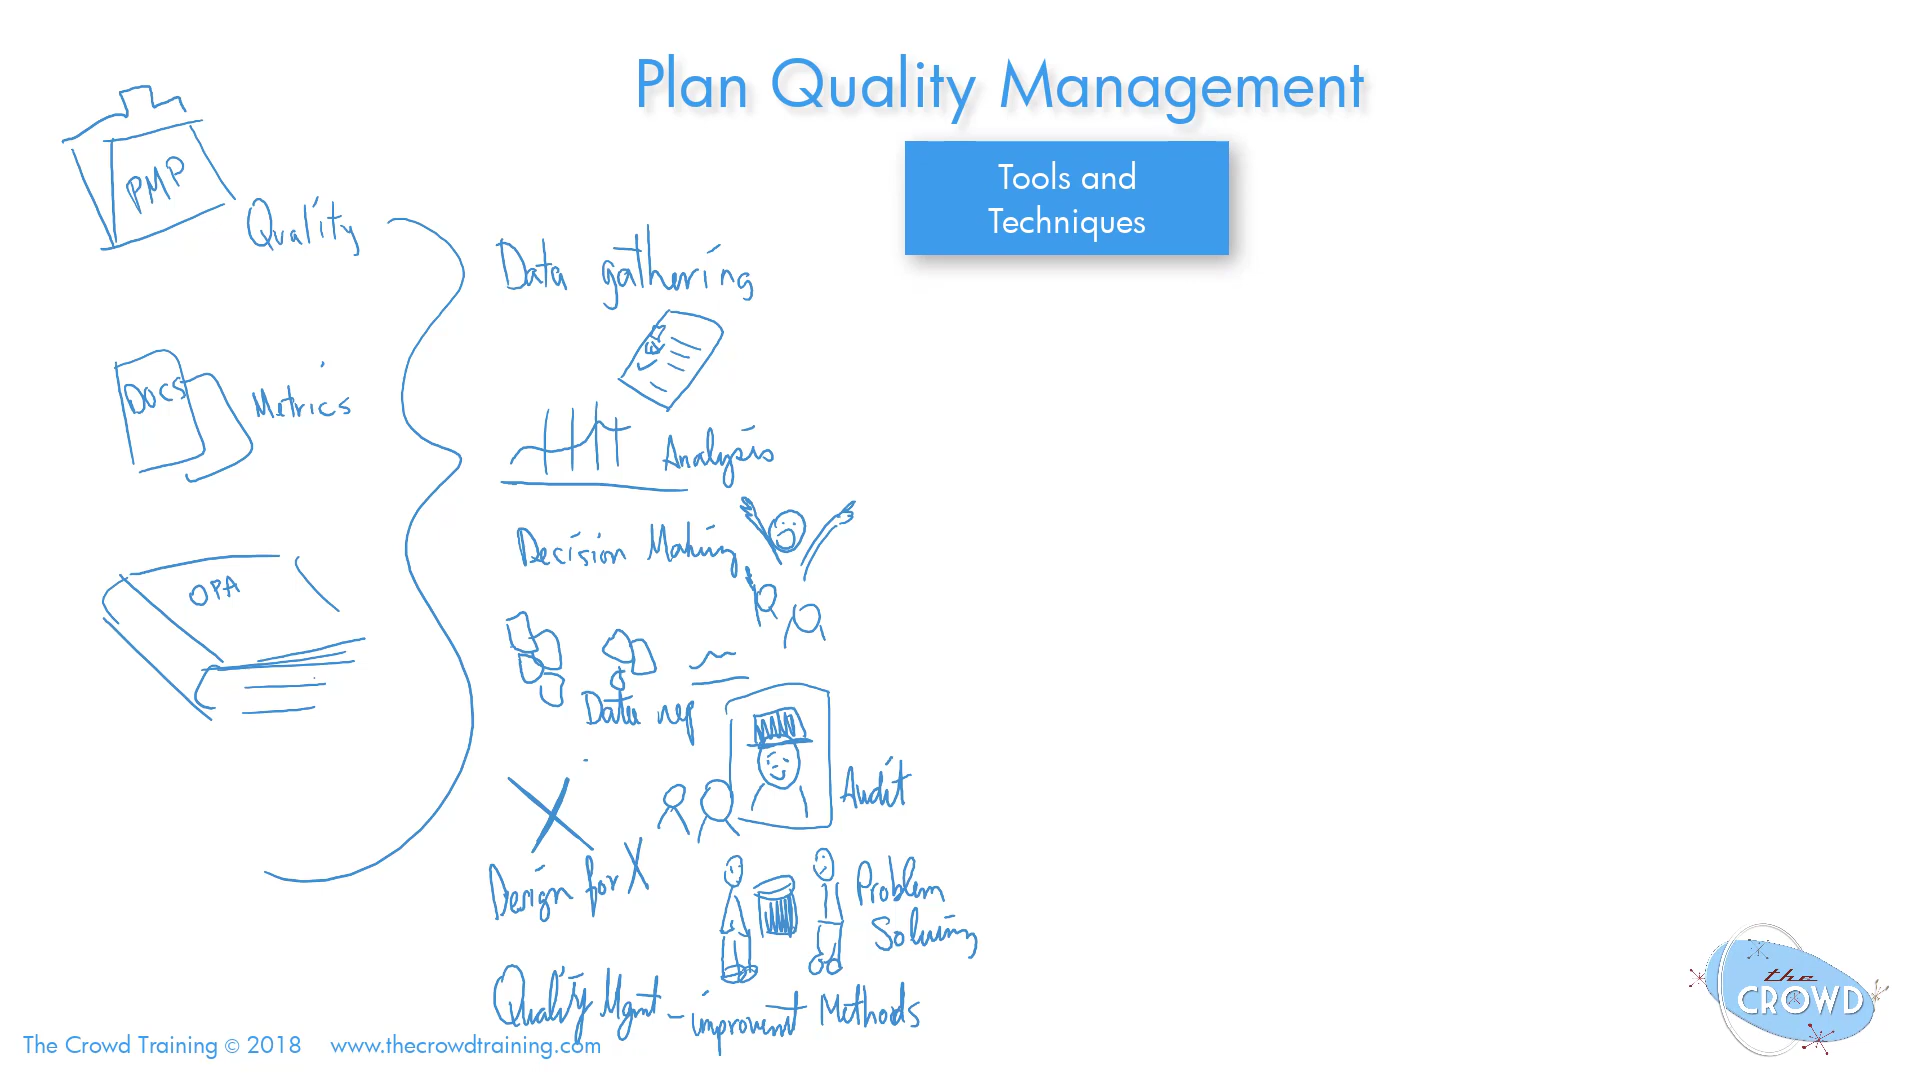 Plan Quality Management
Tools and
Techniques
PMP
Quality
DOCS
Metrics
OPA
Data gathering
Analysis
Decision Making
Data rep
Audit
Design for X
Problem
Solving
Quality Mgmt - improvemt Methods
The Crowd Training © 2018 www.thecrowdtraining.com
the
CROWD